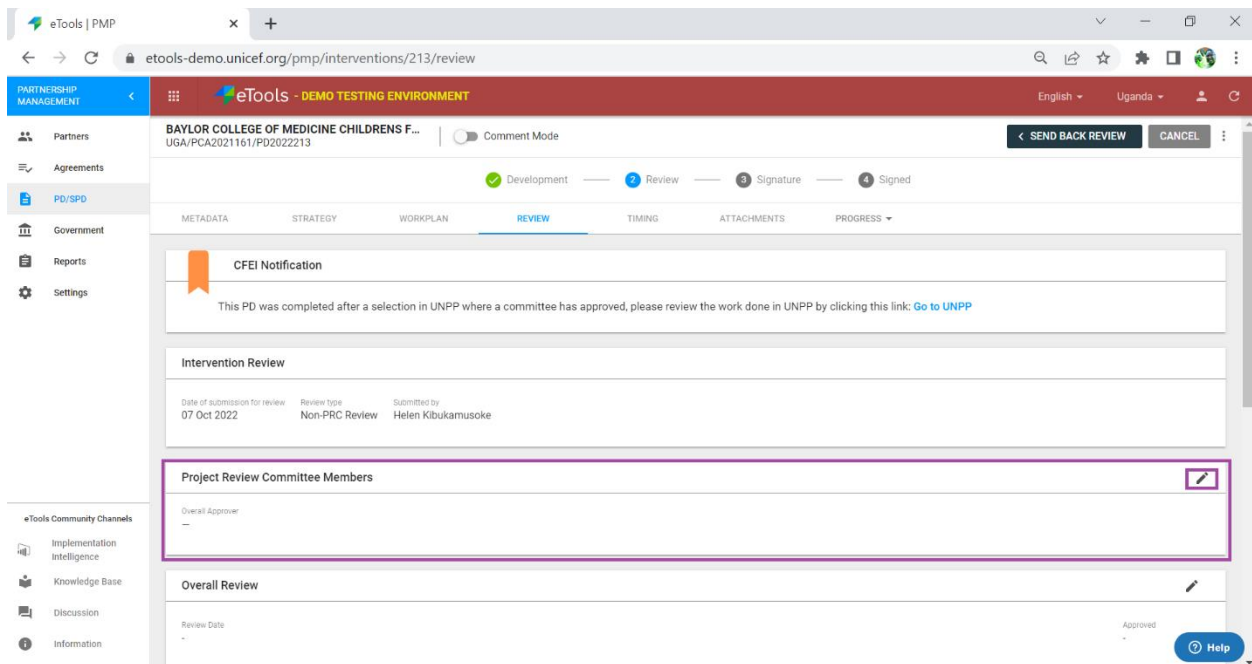 eTools | PMP
etools-demo.unicef.org/pmp/interventions/213/review
PARTNERSHIP
MANAGEMENT
eTools - DEMO TESTING ENVIRONMENT
English
Uganda
Partners
Agreements
PD/SPD
Government
Reports
Settings
eTools Community Channels
Implementation
Intelligence
Knowledge Base
Discussion
Information
BAYLOR COLLEGE OF MEDICINE CHILDRENS F...
UGA/PCA2021161/PD2022213
Comment Mode
< SEND BACK REVIEW
CANCEL
Development
2 Review
3 Signature
4 Signed
METADATA
STRATEGY
WORKPLAN
REVIEW
TIMING
ATTACHMENTS
PROGRESS
CFEI Notification
This PD was completed after a selection in UNPP where a committee has approved, please review the work done in UNPP by clicking this link: Go to UNPP
Intervention Review
Date of submission for review Review type Submitted by
07 Oct 2022 Non-PRC Review Helen Kibukamusoke
Project Review Committee Members
Overall Approver
—
Overall Review
Review Date Approved
- -
Help